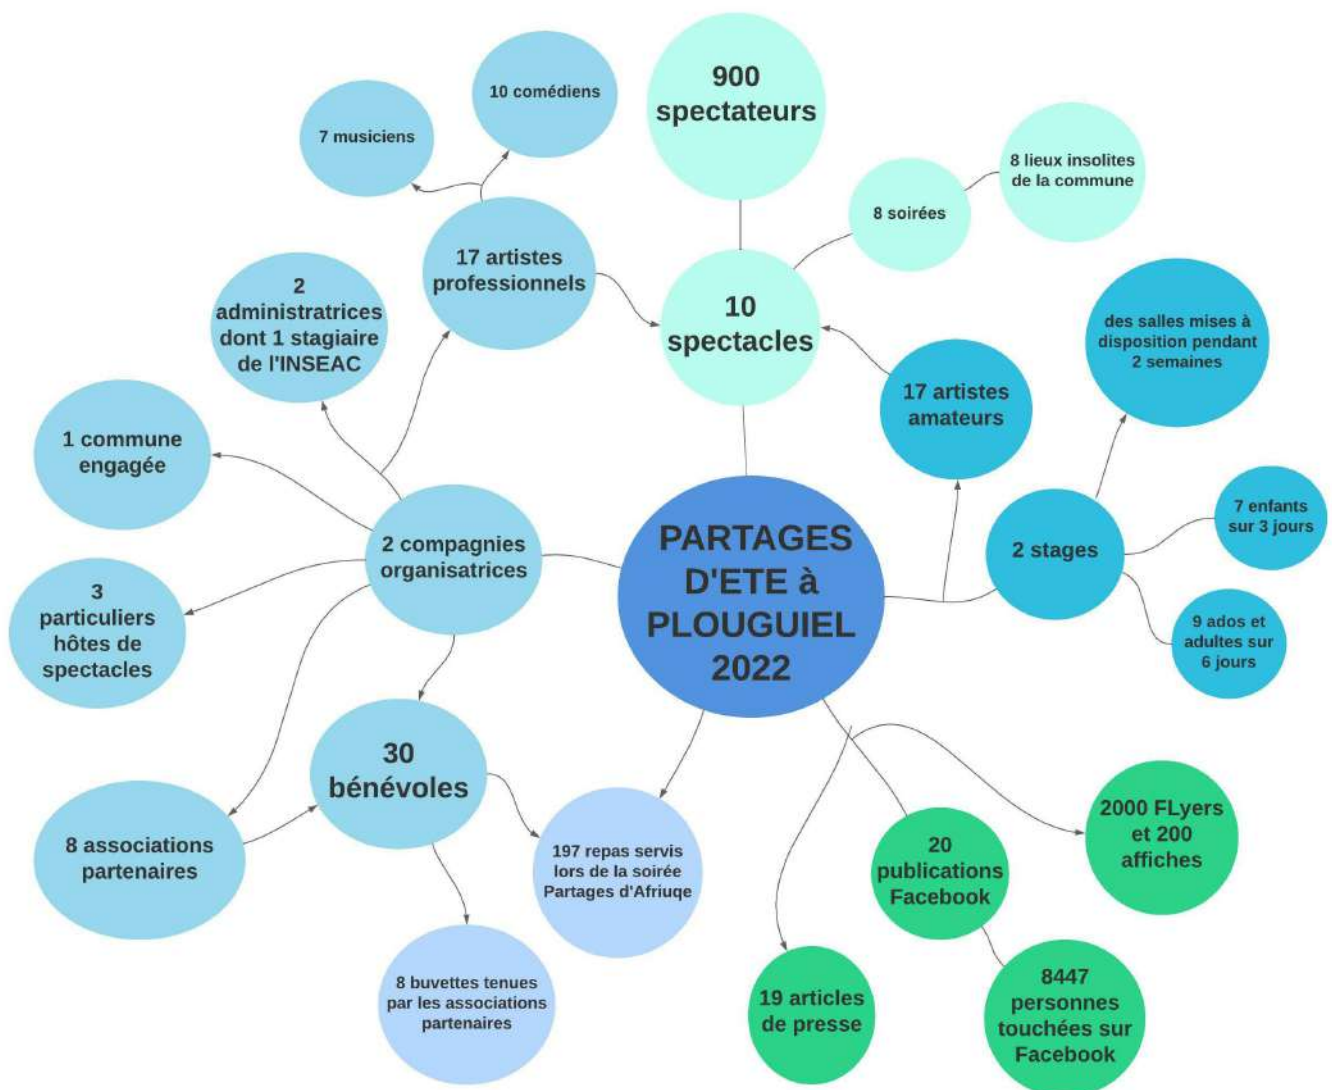 900
spectateurs
10 comédiens
7 musiciens
8 lieux insolites
de la commune
8 soirées
17 artistes
professionnels
2
administratrices
dont 1 stagiaire
de l'INSEAC
10
spectacles
des salles mises à
disposition pendant
2 semaines
17 artistes
amateurs
1 commune
engagée
2 compagnies
organisatrices
PARTAGES
D'ETE à
PLOUGUIEL
2022
2 stages
7 enfants
sur 3 jours
9 ados et
adultes sur
6 jours
3
particuliers
hôtes de
spectacles
30
bénévoles
8 associations
partenaires
197 repas servis
lors de la soirée
Partages d'Afriuqe
8 buvettes tenues
par les associations
partenaires
20
publications
Facebook
2000 FLyers
et 200
affiches
19 articles
de presse
8447
personnes
touchées sur
Facebook